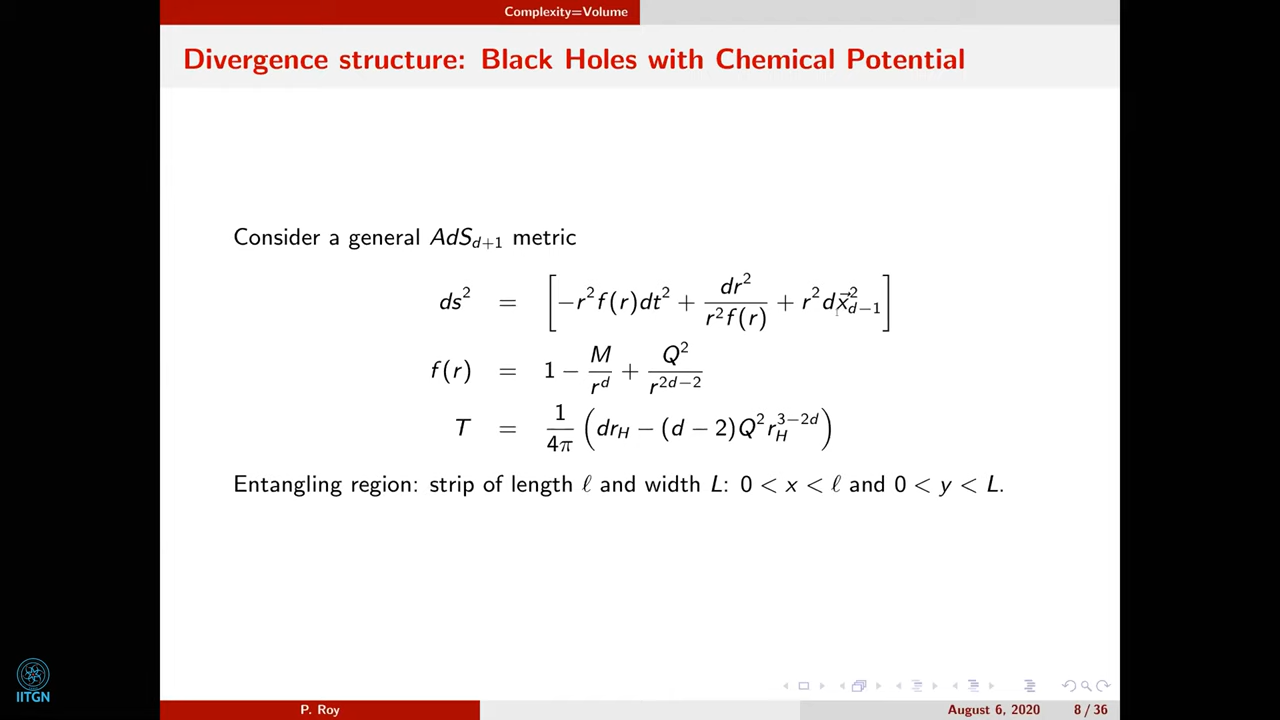 Complexity=Volume
Divergence structure: Black Holes with Chemical Potential
Consider a general AdS_{d+1} metric
ds² = [−r²f(r)dt² + dr²/(r²f(r)) + r²dx⃗²_{d−1}]
f(r) = 1 − M/r^d + Q²/r^{2d−2}
T = 1/4π (dr_H − (d − 2)Q²r_H^{3−2d})
Entangling region: strip of length ℓ and width L: 0 < x < ℓ and 0 < y < L.
IITGN
P. Roy
August 6, 2020
8 / 36